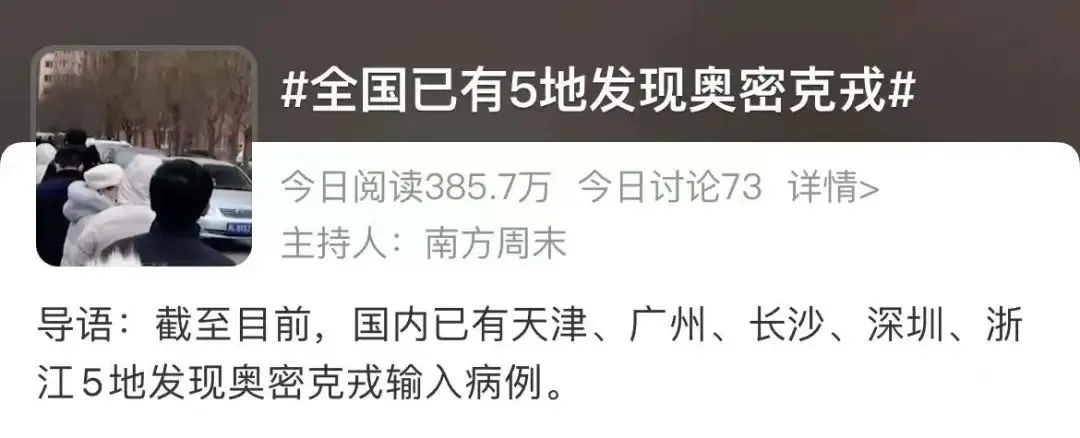 #全国已有5地发现奥密克戎#
今日阅读385.7万 今日讨论73 详情>
主持人：南方周末
导语：截至目前，国内已有天津、广州、长沙、深圳、浙
江5地发现奥密克戎输入病例。